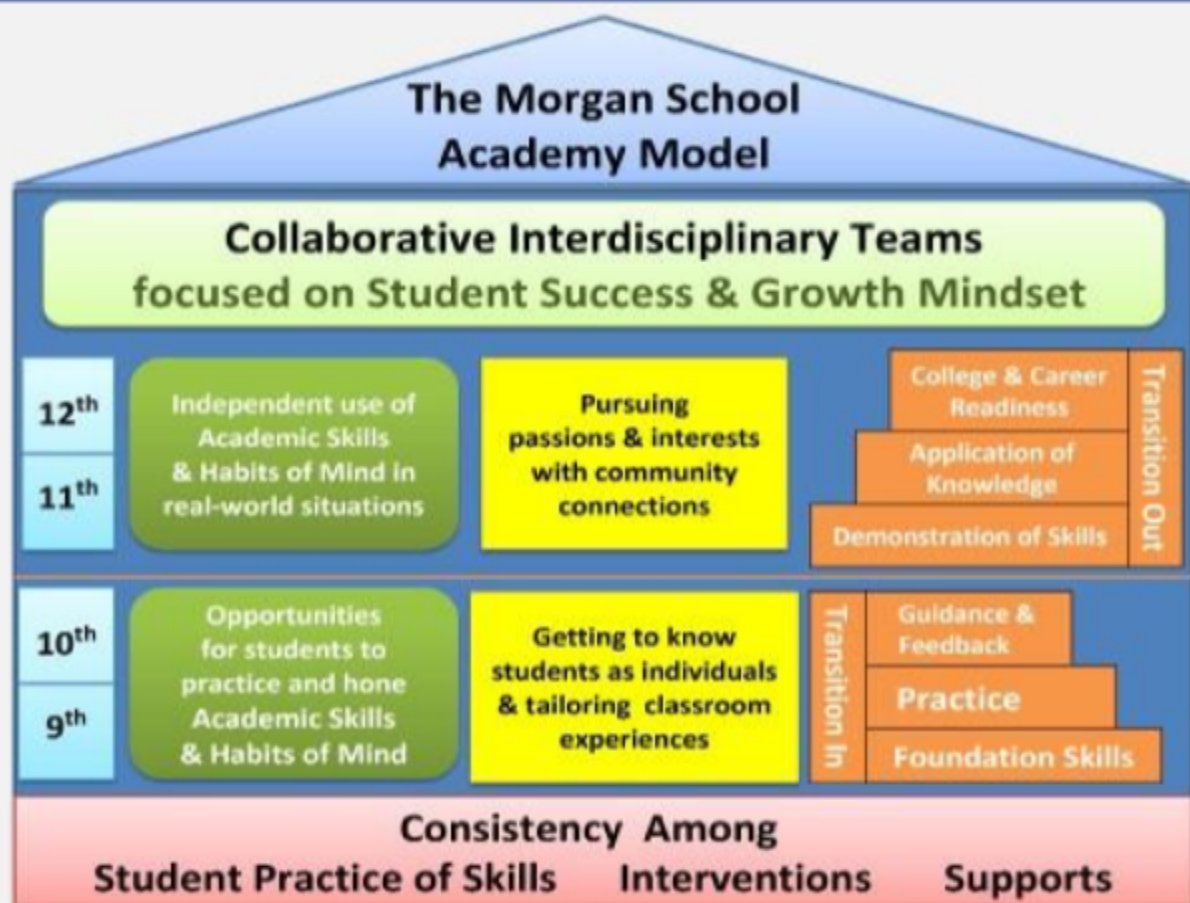 The Morgan School
Academy Model
Collaborative Interdisciplinary Teams
focused on Student Success & Growth Mindset
12th
11th
Independent use of
Academic Skills
& Habits of Mind in
real-world situations
Pursuing
passions & interests
with community
connections
College & Career
Readiness
Application of
Knowledge
Demonstration of Skills
Transition Out
10th
9th
Opportunities
for students to
practice and hone
Academic Skills
& Habits of Mind
Getting to know
students as individuals
& tailoring classroom
experiences
Transition In
Guidance &
Feedback
Practice
Foundation Skills
Consistency Among
Student Practice of Skills Interventions Supports